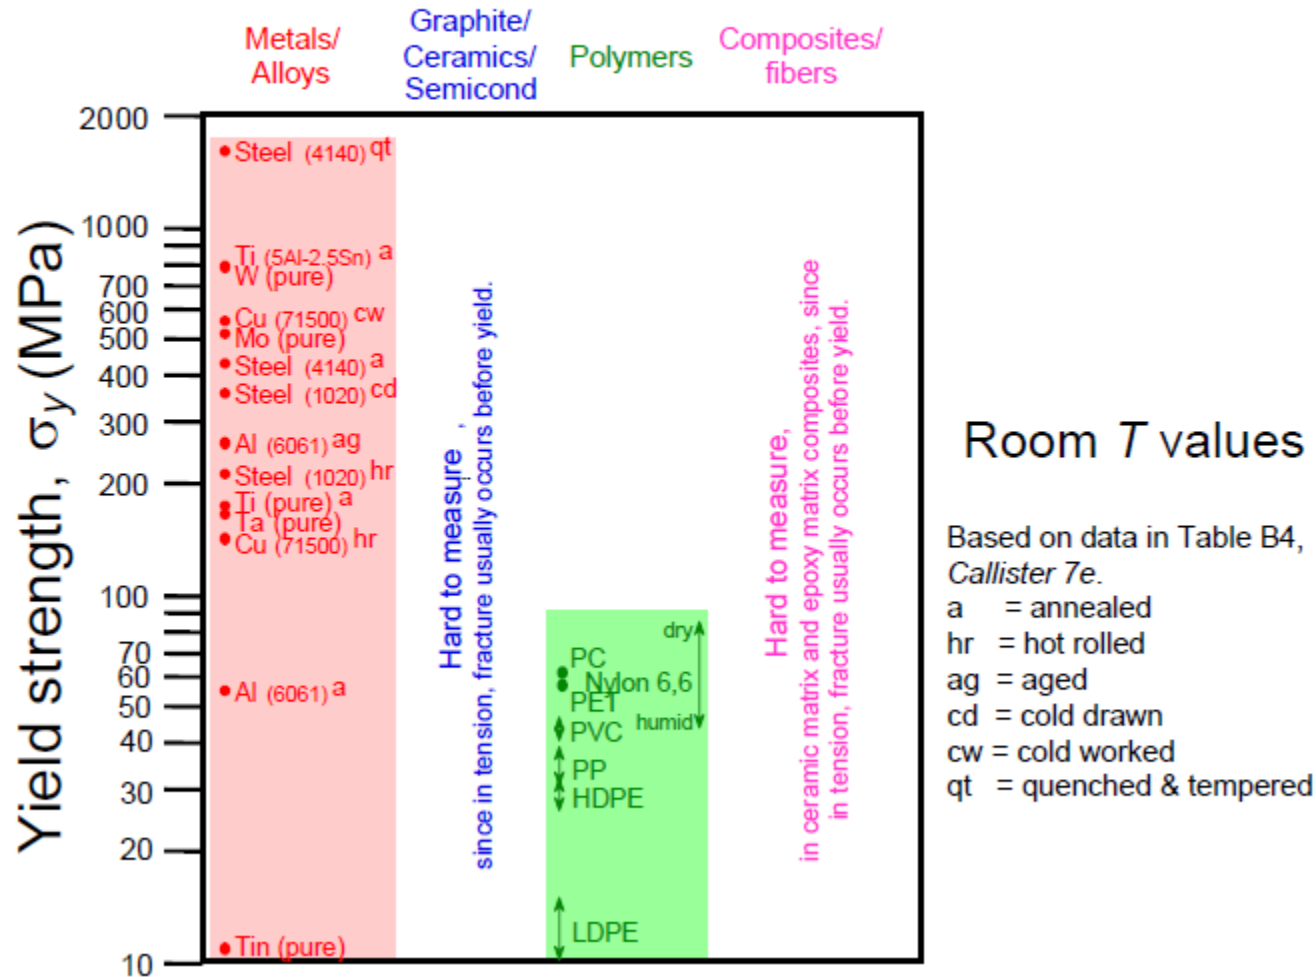 Metals/
Alloys
Graphite/
Ceramics/
Semicond
Polymers
Composites/
fibers
Yield strength, σy (MPa)
2000
1000
700
600
500
400
300
200
100
70
60
50
40
30
20
10
Steel (4140) qt
Ti (5Al-2.5Sn) a
W (pure)
Cu (71500) cw
Mo (pure)
Steel (4140) a
Steel (1020) cd
Al (6061) ag
Steel (1020) hr
Ti (pure) a
Ta (pure)
Cu (71500) hr
Al (6061) a
Tin (pure)
Hard to measure ,
since in tension, fracture usually occurs before yield.
dry
PC
Nylon 6,6
PET
humid
PVC
PP
HDPE
LDPE
Hard to measure,
in ceramic matrix and epoxy matrix composites, since
in tension, fracture usually occurs before yield.
Room T values
Based on data in Table B4,
Callister 7e.
a = annealed
hr = hot rolled
ag = aged
cd = cold drawn
cw = cold worked
qt = quenched & tempered